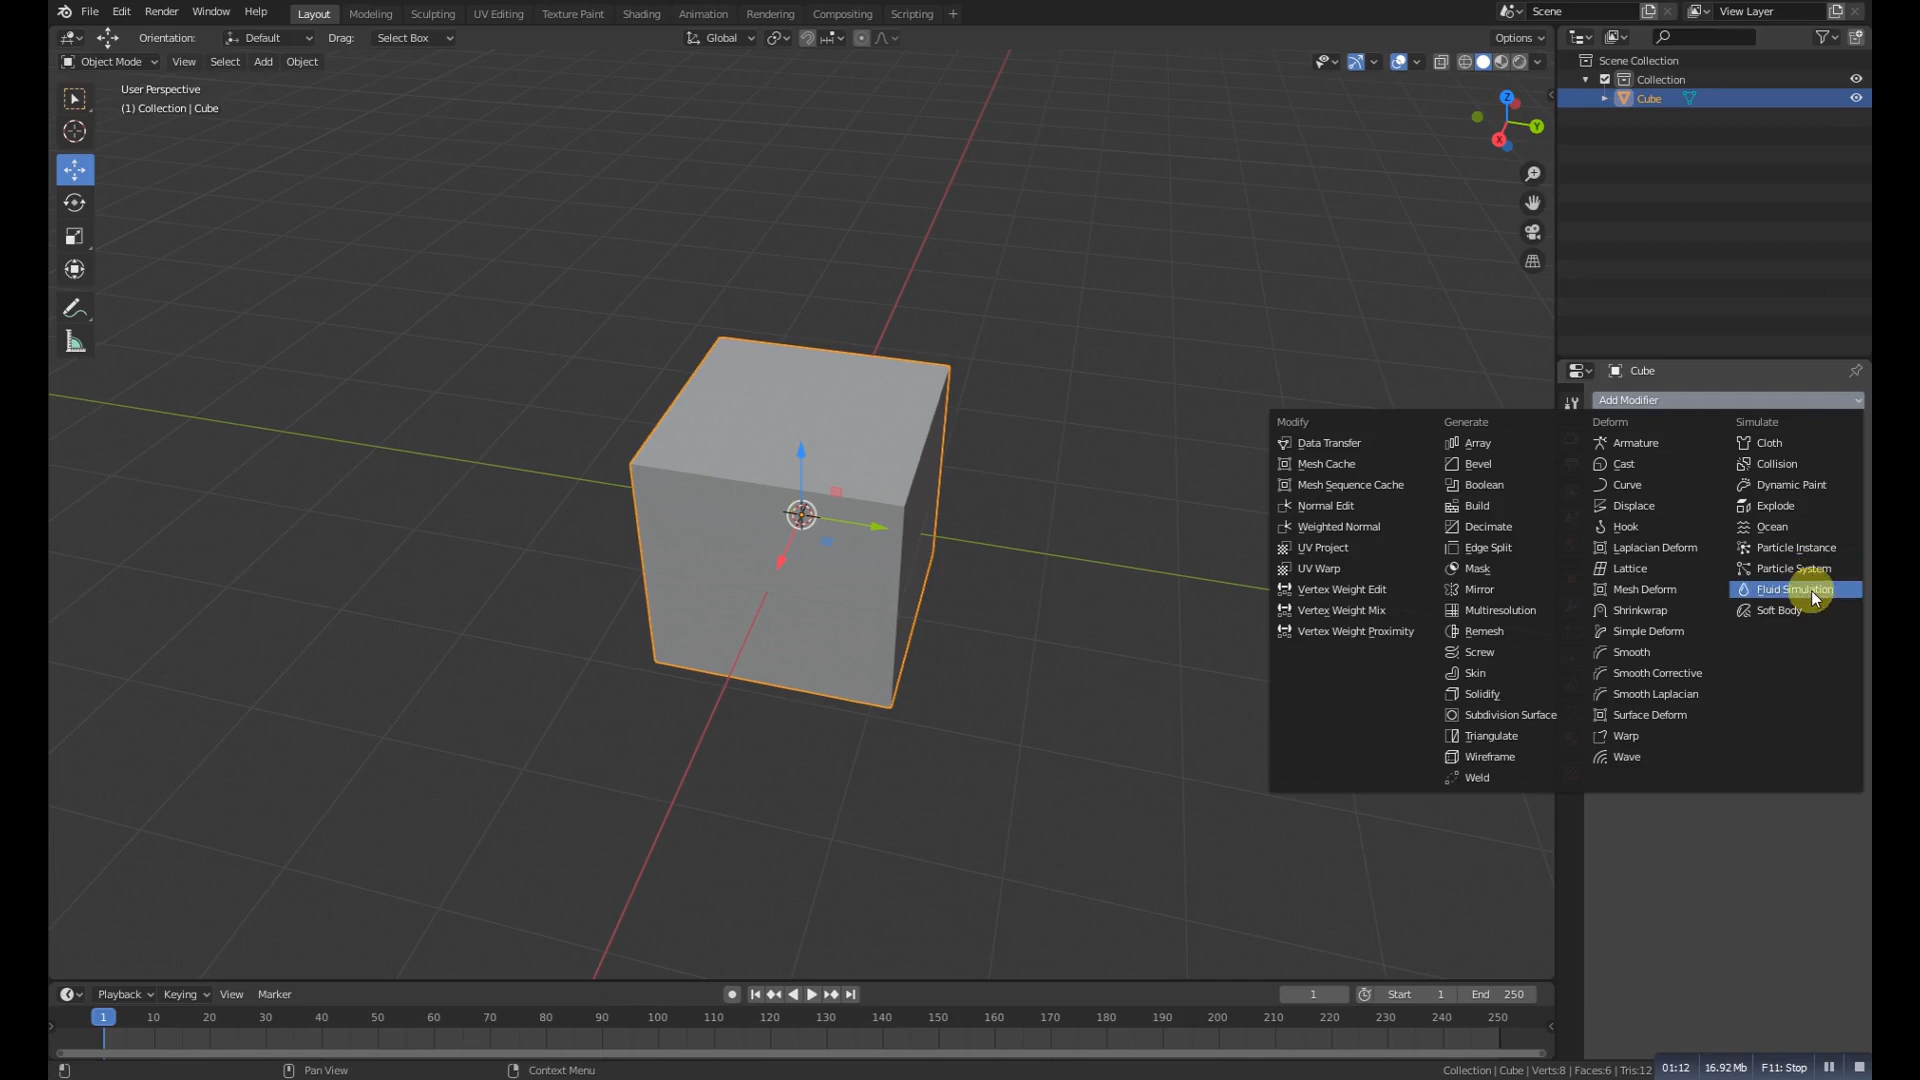 File Edit Render Window Help Layout Modeling Sculpting UV Editing Texture Paint Shading Animation Rendering Compositing Scripting + Scene View Layer
Orientation: Default Drag: Select Box Global Options
Object Mode View Select Add Object
User Perspective
(1) Collection | Cube
Scene Collection
Collection
Cube
Z
Y
X
Cube
Add Modifier
Modify
Data Transfer
Mesh Cache
Mesh Sequence Cache
Normal Edit
Weighted Normal
UV Project
UV Warp
Vertex Weight Edit
Vertex Weight Mix
Vertex Weight Proximity
Generate
Array
Bevel
Boolean
Build
Decimate
Edge Split
Mask
Mirror
Multiresolution
Remesh
Screw
Skin
Solidify
Subdivision Surface
Triangulate
Wireframe
Weld
Deform
Armature
Cast
Curve
Displace
Hook
Laplacian Deform
Lattice
Mesh Deform
Shrinkwrap
Simple Deform
Smooth
Smooth Corrective
Smooth Laplacian
Surface Deform
Warp
Wave
Simulate
Cloth
Collision
Dynamic Paint
Explode
Ocean
Particle Instance
Particle System
Fluid Simulation
Soft Body
Playback Keying View Marker 1 Start 1 End 250
1 10 20 30 40 50 60 70 80 90 100 110 120 130 140 150 160 170 180 190 200 210 220 230 240 250
Pan View Context Menu Collection | Cube | Verts:8 | Faces:6 | Tris:12 01:12 16.92 Mb F11: Stop